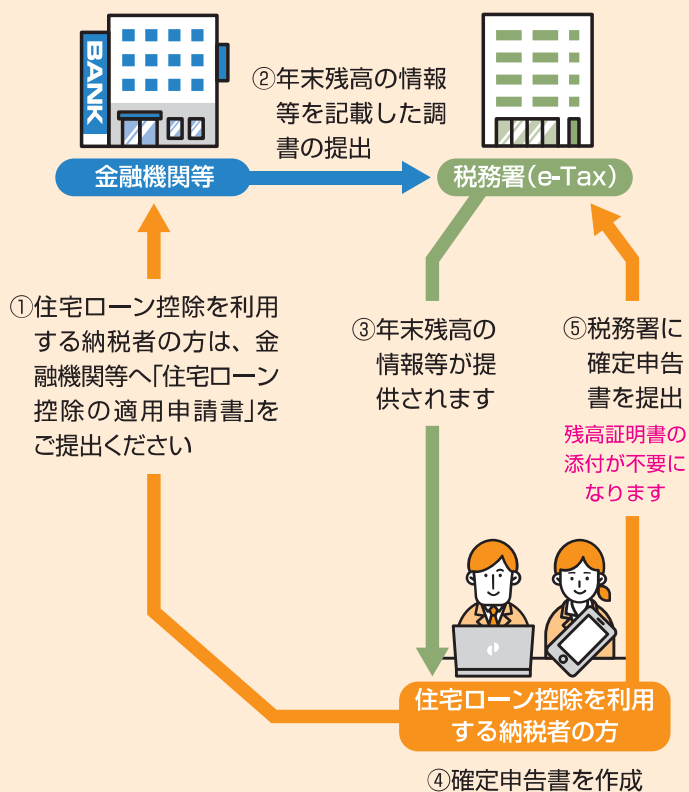 BANK
②年末残高の情報
等を記載した調
書の提出
金融機関等
税務署(e-Tax)
①住宅ローン控除を利用
する納税者の方は、金
融機関等へ「住宅ローン
控除の適用申請書」を
ご提出ください
③年末残高の
情報等が提
供されます
⑤税務署に
確定申告
書を提出
残高証明書の
添付が不要に
なります
住宅ローン控除を利用
する納税者の方
④確定申告書を作成